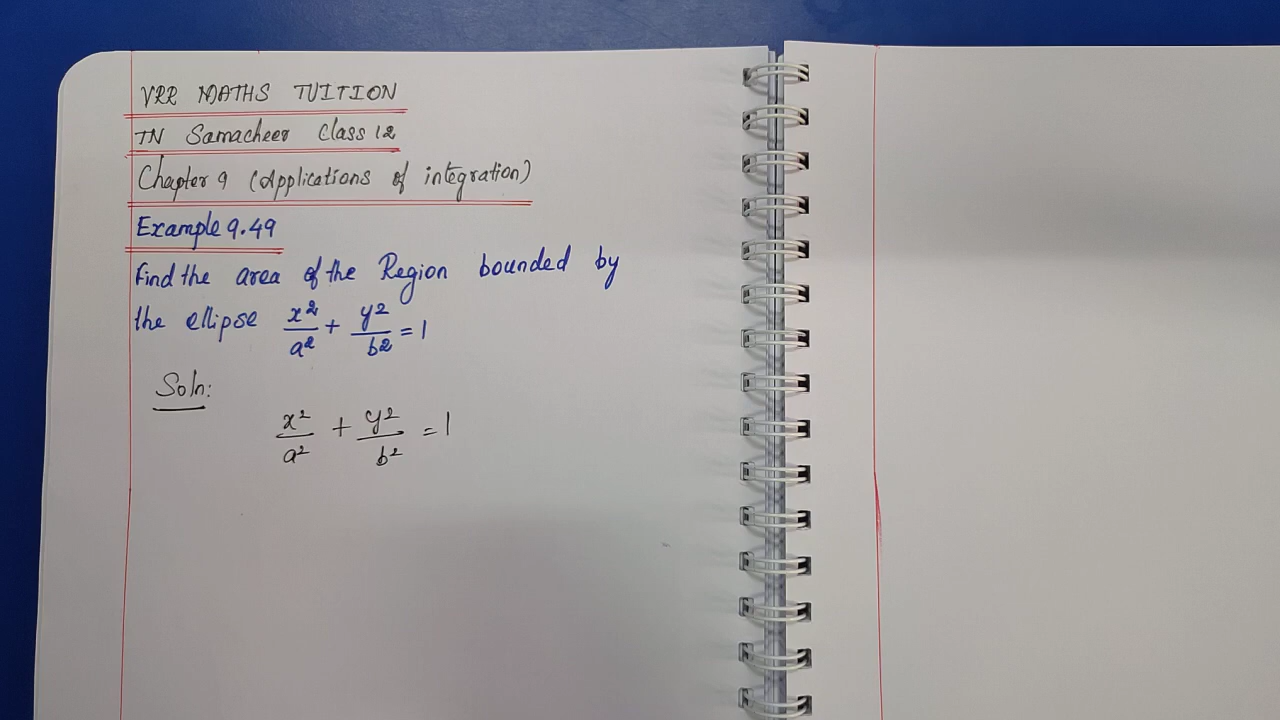 VRR MATHS TUITION
TN Samacheer Class 12
Chapter 9 (Applications of integration)
Example 9.49
Find the area of the Region bounded by
the ellipse x²/a² + y²/b² = 1
Soln:
x²/a² + y²/b² = 1